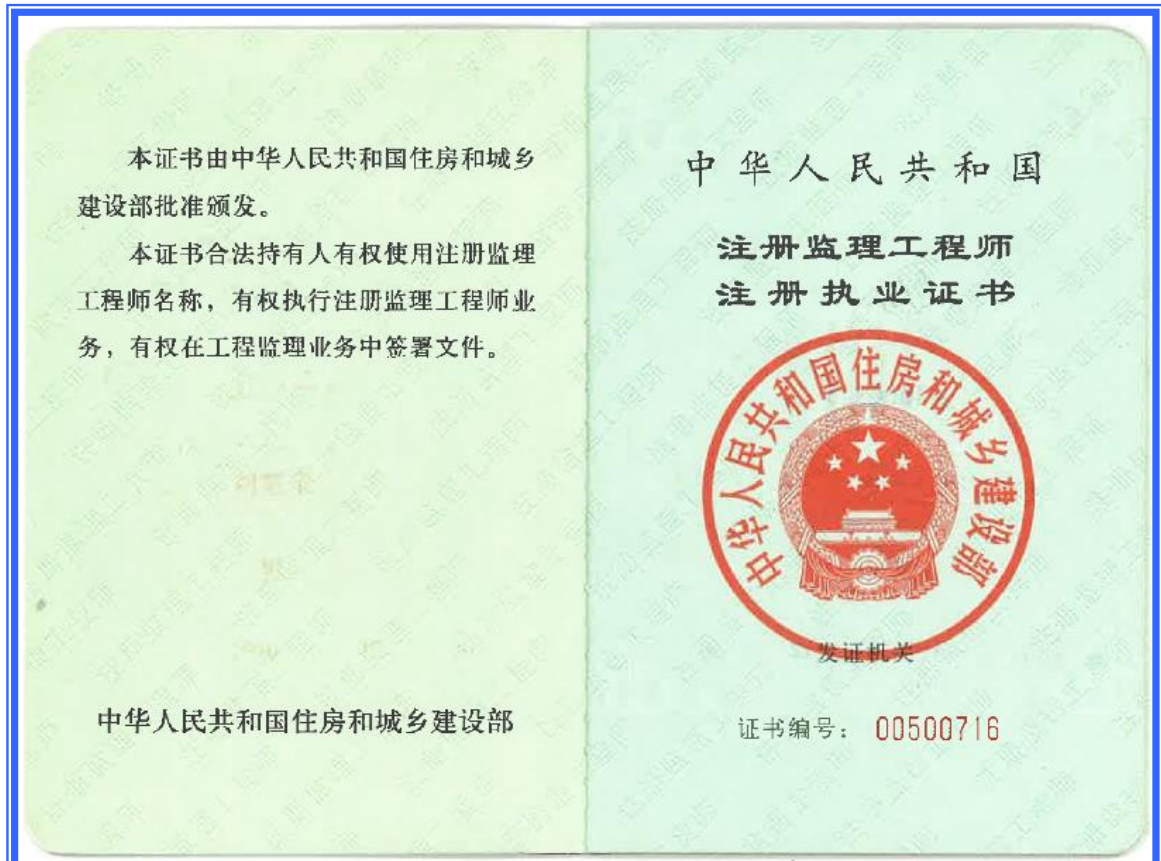 本证书由中华人民共和国住房和城乡
建设部批准颁发。
本证书合法持有人有权使用注册监理
工程师名称，有权执行注册监理工程师业
务，有权在工程监理业务中签署文件。
中华人民共和国住房和城乡建设部
中华人民共和国
注册监理工程师
注册执业证书
中华人民共和国住房和城乡建设部
发证机关
证书编号： 00500716